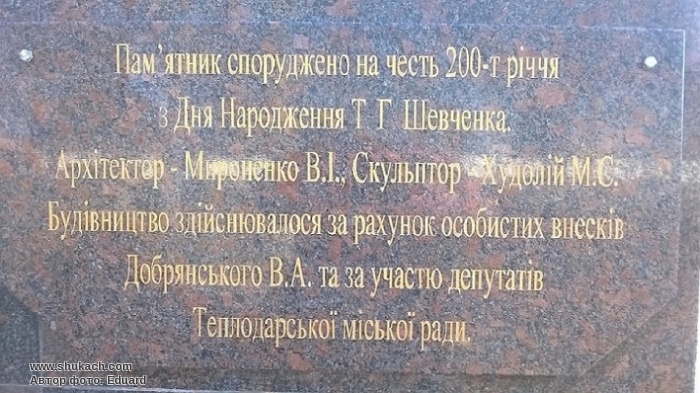 Пам'ятник споруджено на честь 200-т річчя
з Дня Народження Т Г Шевченка.
Архітектор - Мироненко В.І., Скульптор - Худолій М.С.
Будівництво здійснювалося за рахунок особистих внесків
Добрянського В.А. та за участю депутатів
Теплодарської міської ради.
www.shukach.com
Автор фото: Eduard